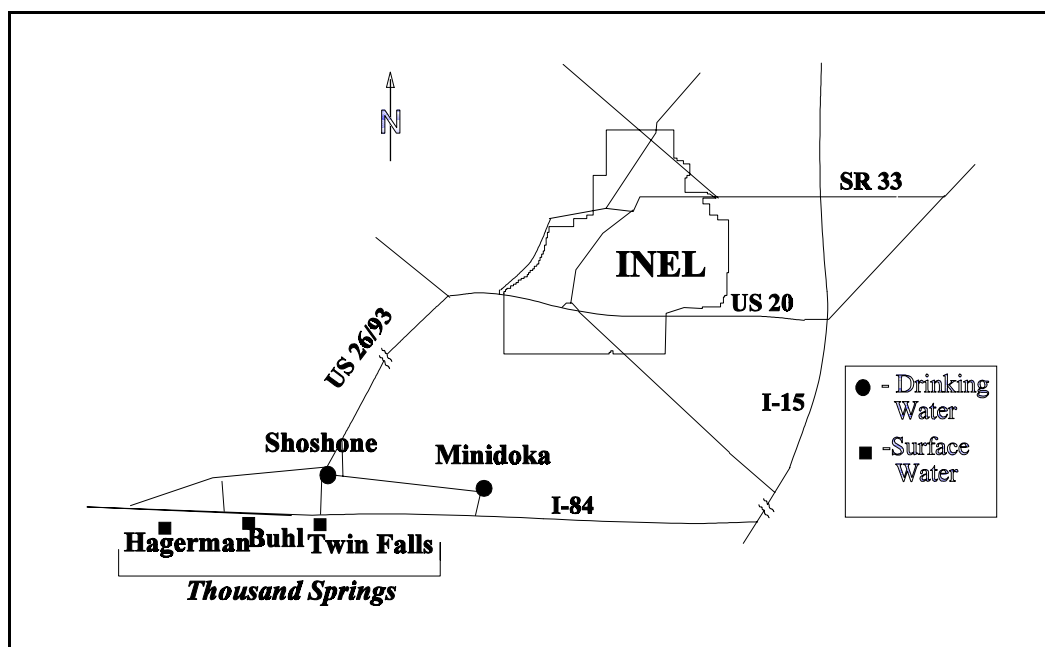 N
SR 33
INEL
US 20
US 26/93
I-15
- Drinking
Water
-Surface
Water
Shoshone
Minidoka
I-84
Hagerman
Buhl
Twin Falls
Thousand Springs